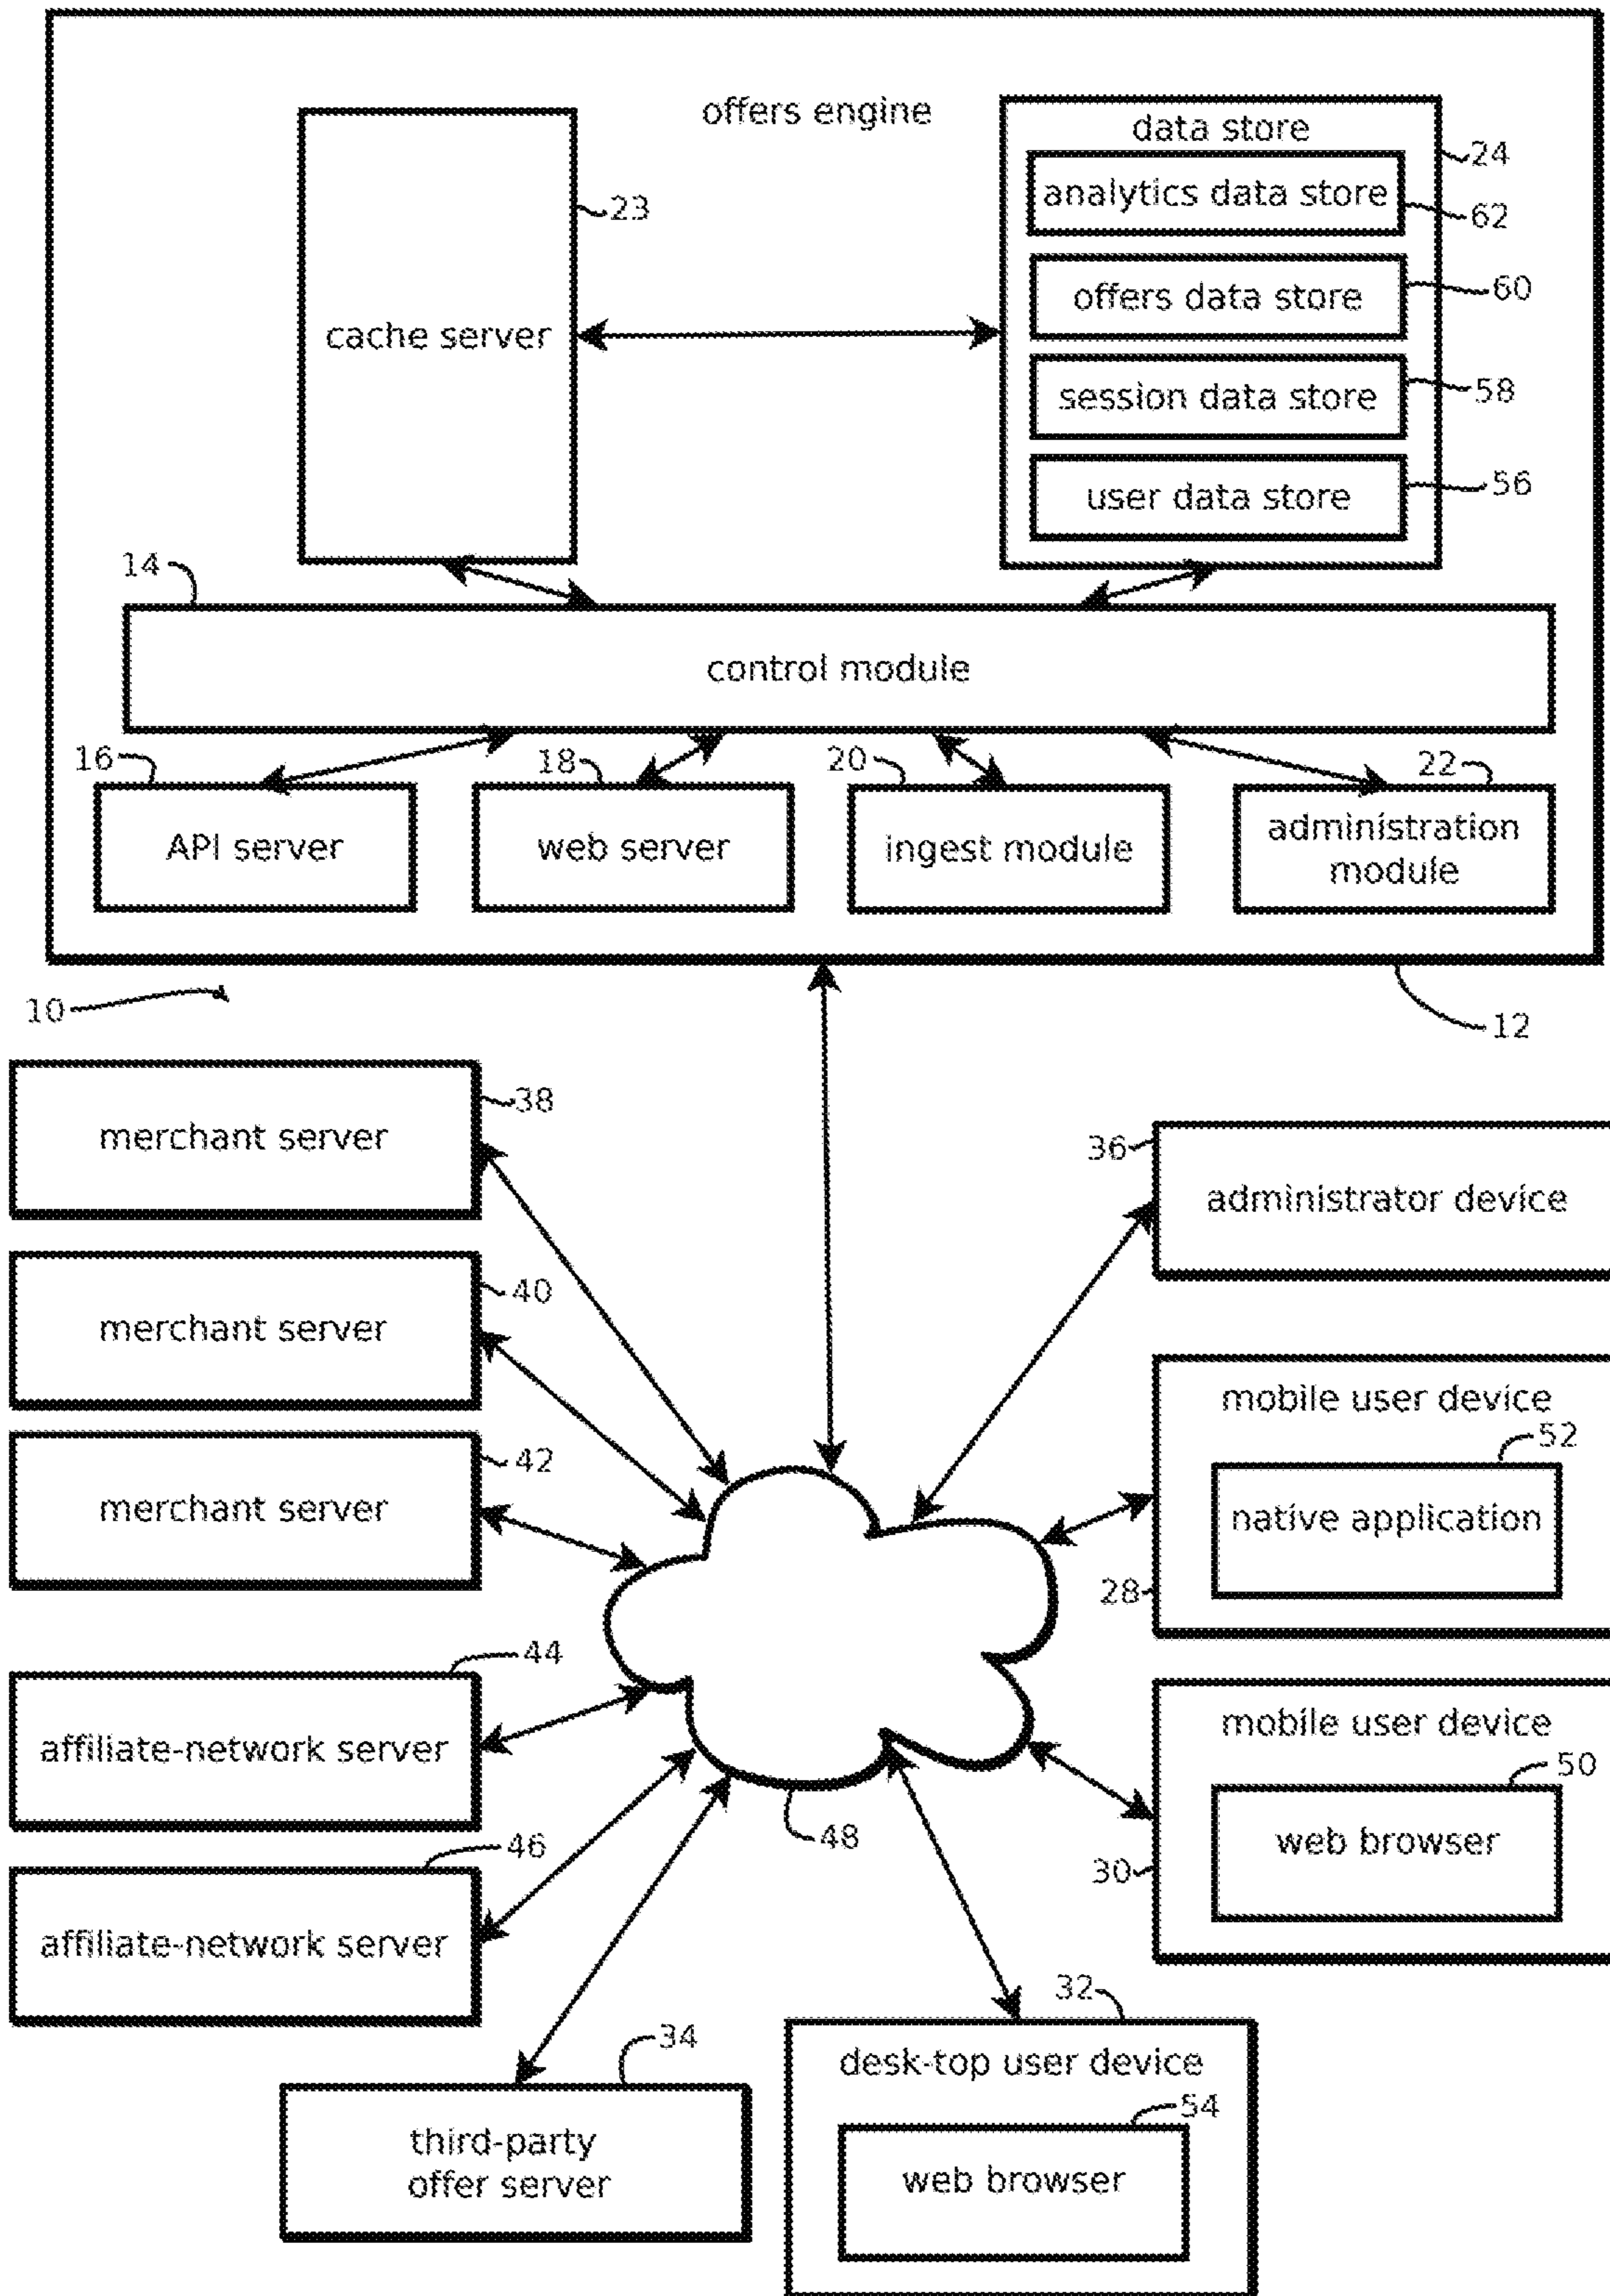 offers engine
data store
24
analytics data store
62
23
offers data store
60
cache server
session data store
58
user data store
56
14
control module
16
18
20
22
API server
web server
ingest module
administration
module
10
12
merchant server
38
36
administrator device
merchant server
40
mobile user device
52
native application
28
merchant server
42
44
affiliate-network server
mobile user device
50
web browser
30
48
46
affiliate-network server
32
desk-top user device
54
web browser
34
third-party
offer server